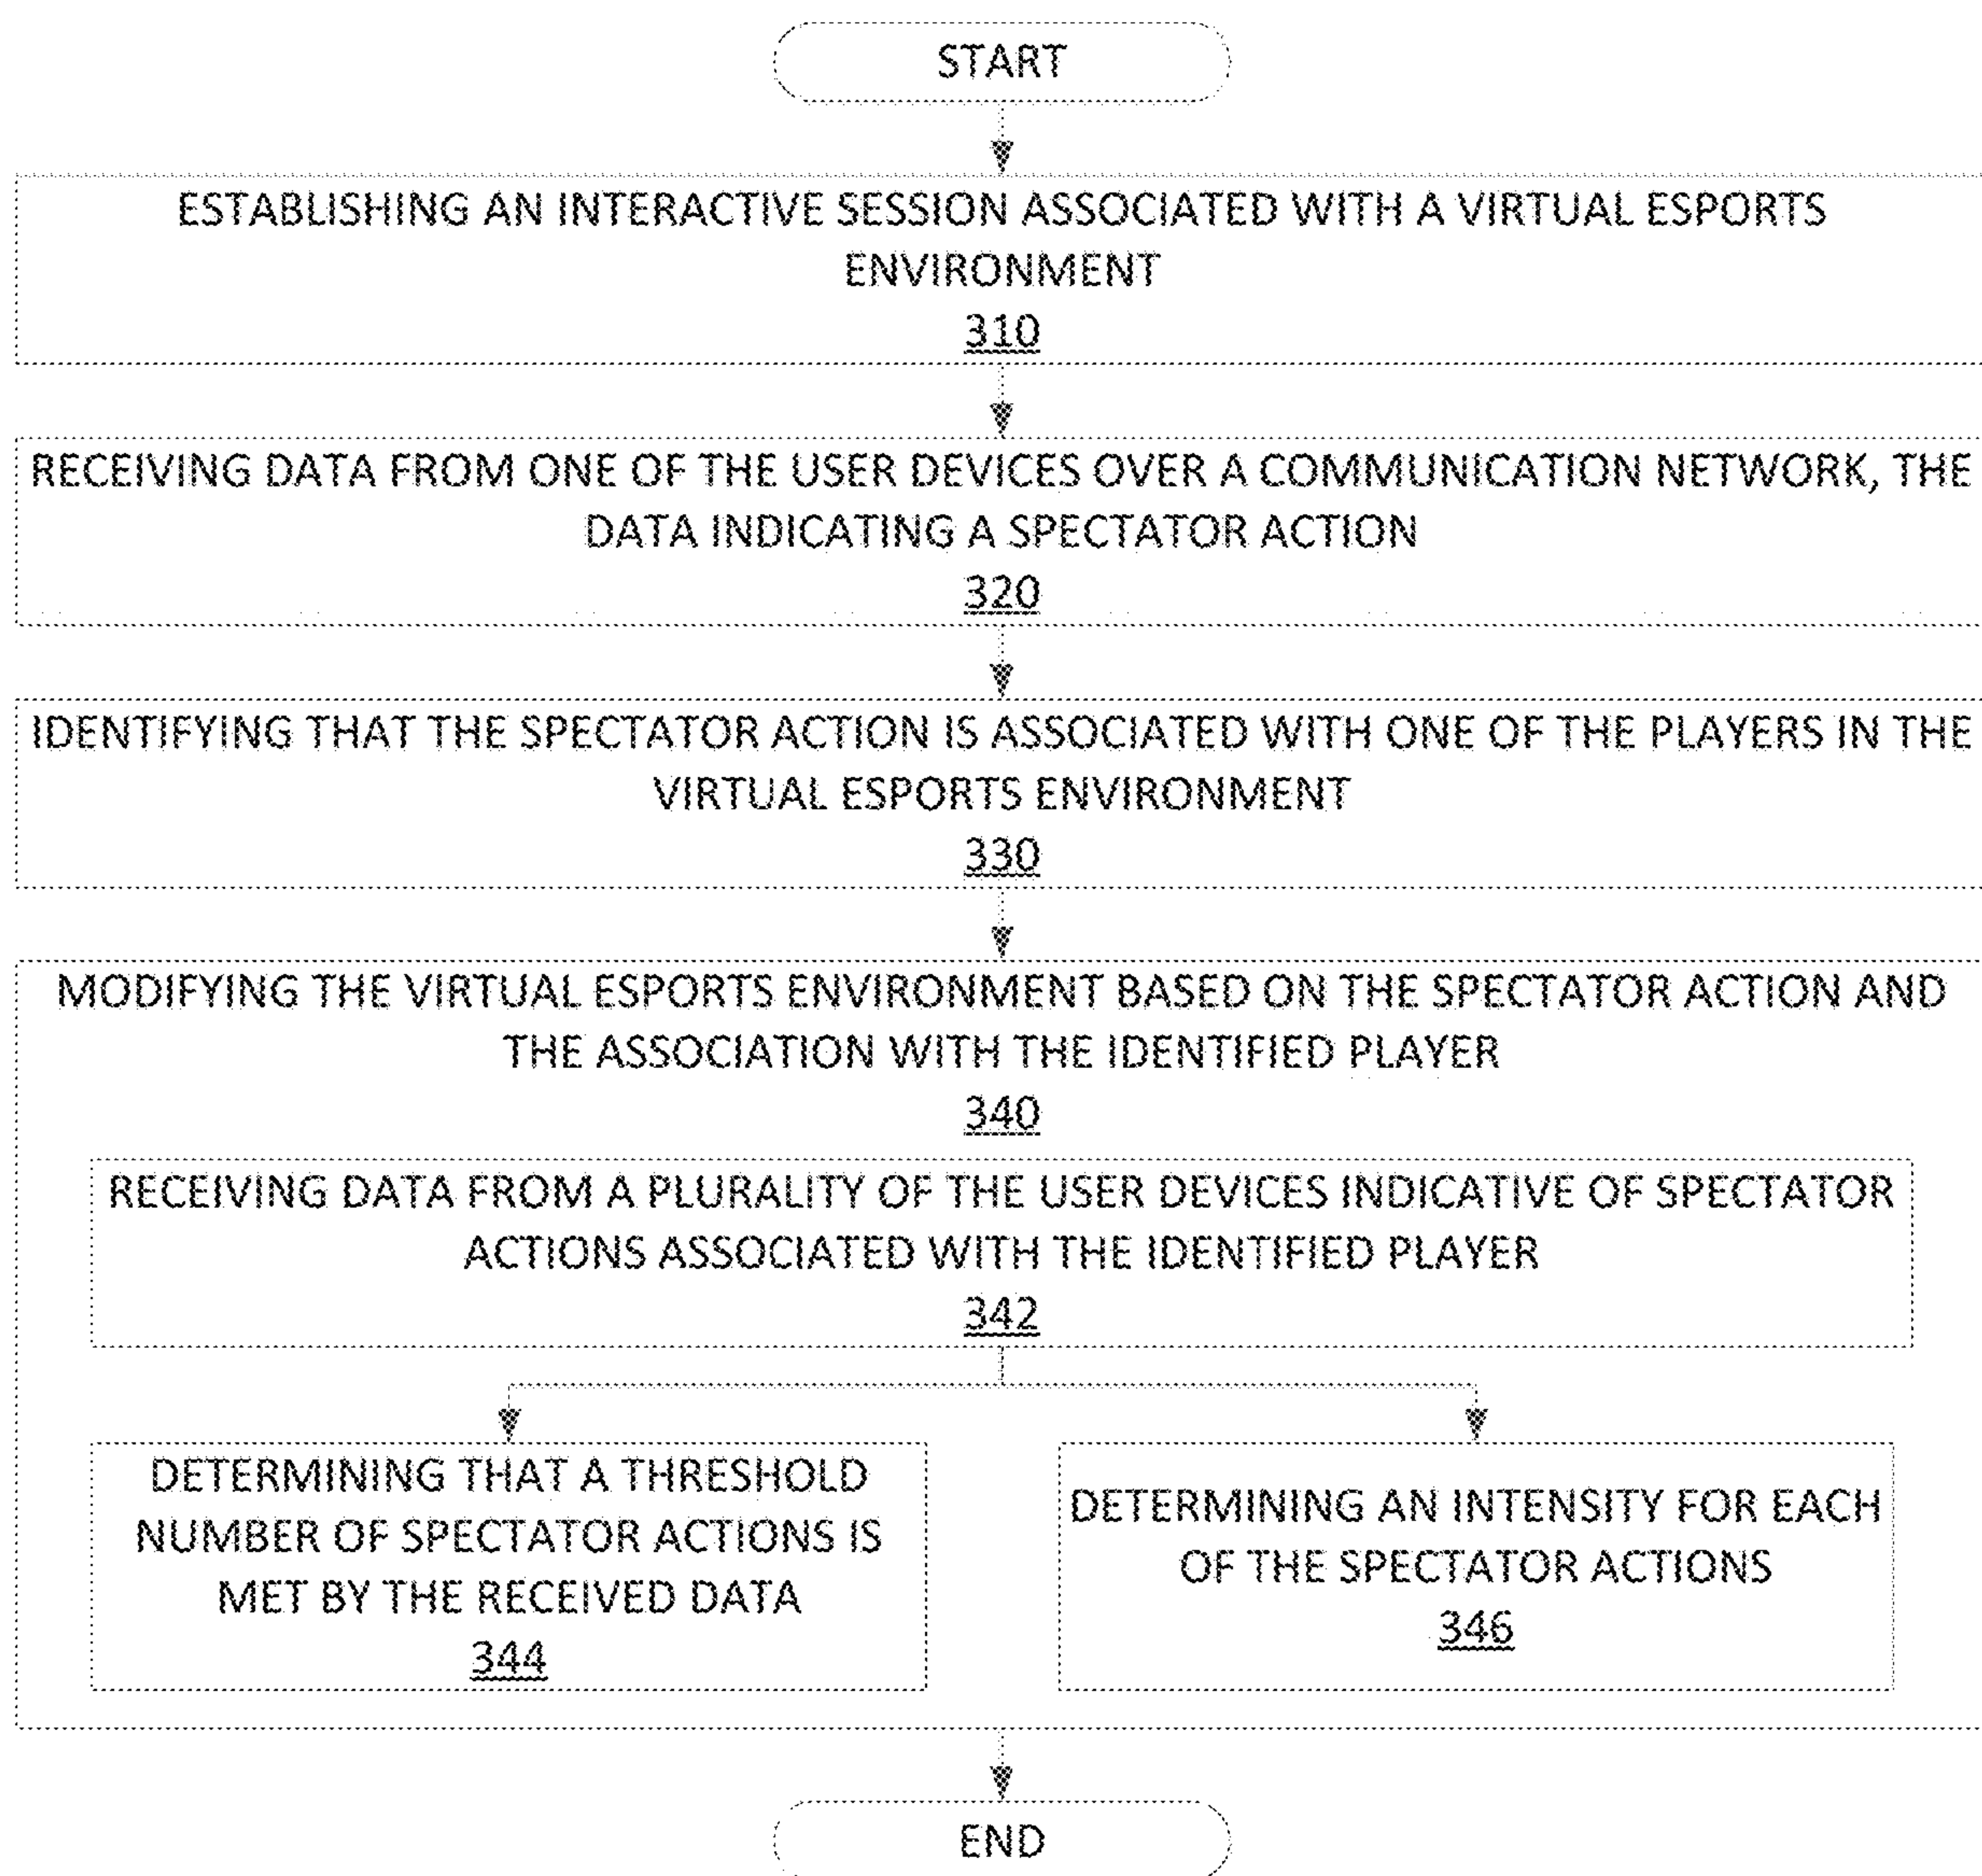 START
ESTABLISHING AN INTERACTIVE SESSION ASSOCIATED WITH A VIRTUAL ESPORTS
ENVIRONMENT
310
RECEIVING DATA FROM ONE OF THE USER DEVICES OVER A COMMUNICATION NETWORK, THE
DATA INDICATING A SPECTATOR ACTION
320
IDENTIFYING THAT THE SPECTATOR ACTION IS ASSOCIATED WITH ONE OF THE PLAYERS IN THE
VIRTUAL ESPORTS ENVIRONMENT
330
MODIFYING THE VIRTUAL ESPORTS ENVIRONMENT BASED ON THE SPECTATOR ACTION AND
THE ASSOCIATION WITH THE IDENTIFIED PLAYER
340
RECEIVING DATA FROM A PLURALITY OF THE USER DEVICES INDICATIVE OF SPECTATOR
ACTIONS ASSOCIATED WITH THE IDENTIFIED PLAYER
342
DETERMINING THAT A THRESHOLD
NUMBER OF SPECTATOR ACTIONS IS
MET BY THE RECEIVED DATA
344
DETERMINING AN INTENSITY FOR EACH
OF THE SPECTATOR ACTIONS
346
END